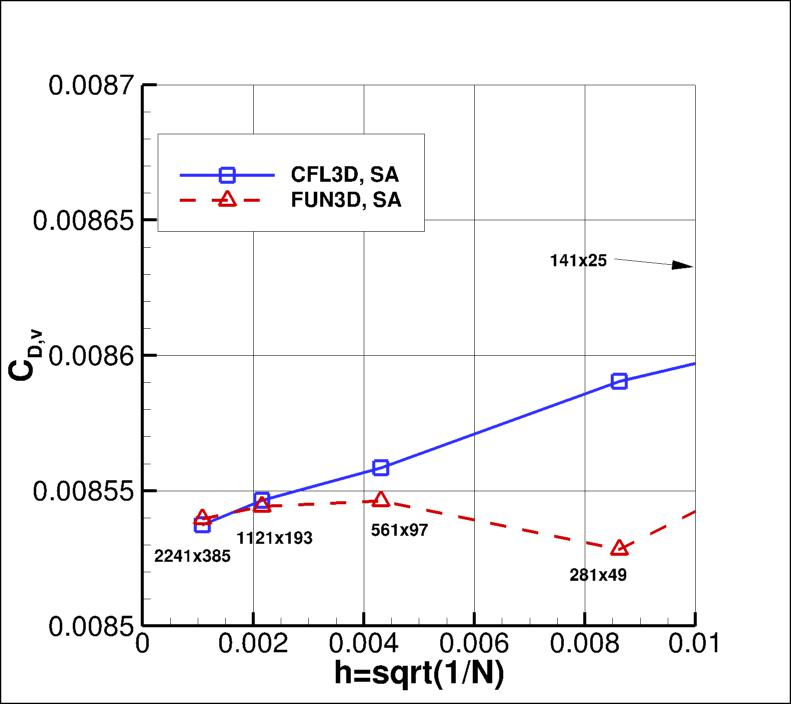 0.0087
CFL3D, SA
FUN3D, SA
0.00865
141x25
C_D,v
0.0086
0.00855
2241x385
1121x193
561x97
281x49
0.0085
0
0.002
0.004
0.006
0.008
0.01
h=sqrt(1/N)